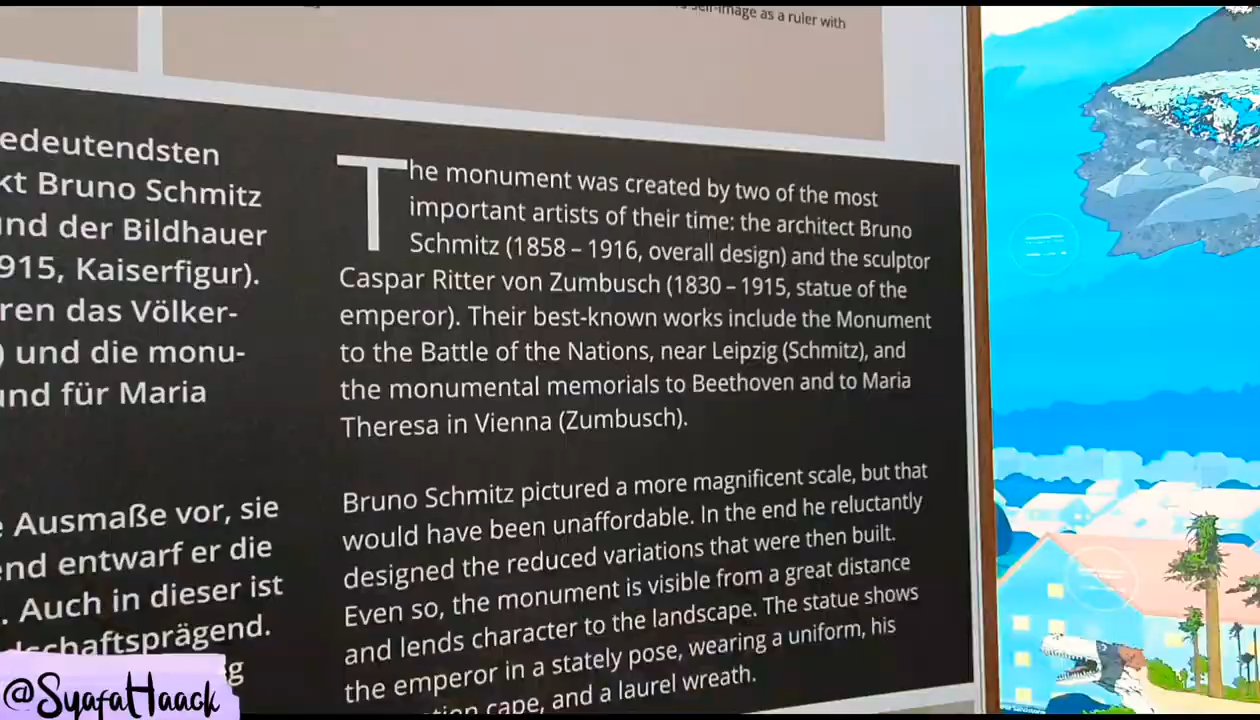 self-image as a ruler with
edeutendsten
kt Bruno Schmitz
und der Bildhauer
915, Kaiserfigur).
ren das Völker-
) und die monu-
und für Maria
e Ausmaße vor, sie
end entwarf er die
. Auch in dieser ist
dschaftsprägend.
g
The monument was created by two of the most
important artists of their time: the architect Bruno
Schmitz (1858 – 1916, overall design) and the sculptor
Caspar Ritter von Zumbusch (1830 – 1915, statue of the
emperor). Their best-known works include the Monument
to the Battle of the Nations, near Leipzig (Schmitz), and
the monumental memorials to Beethoven and to Maria
Theresa in Vienna (Zumbusch).
Bruno Schmitz pictured a more magnificent scale, but that
would have been unaffordable. In the end he reluctantly
designed the reduced variations that were then built.
Even so, the monument is visible from a great distance
and lends character to the landscape. The statue shows
the emperor in a stately pose, wearing a uniform, his
tion cape, and a laurel wreath.
@SyafaHaack